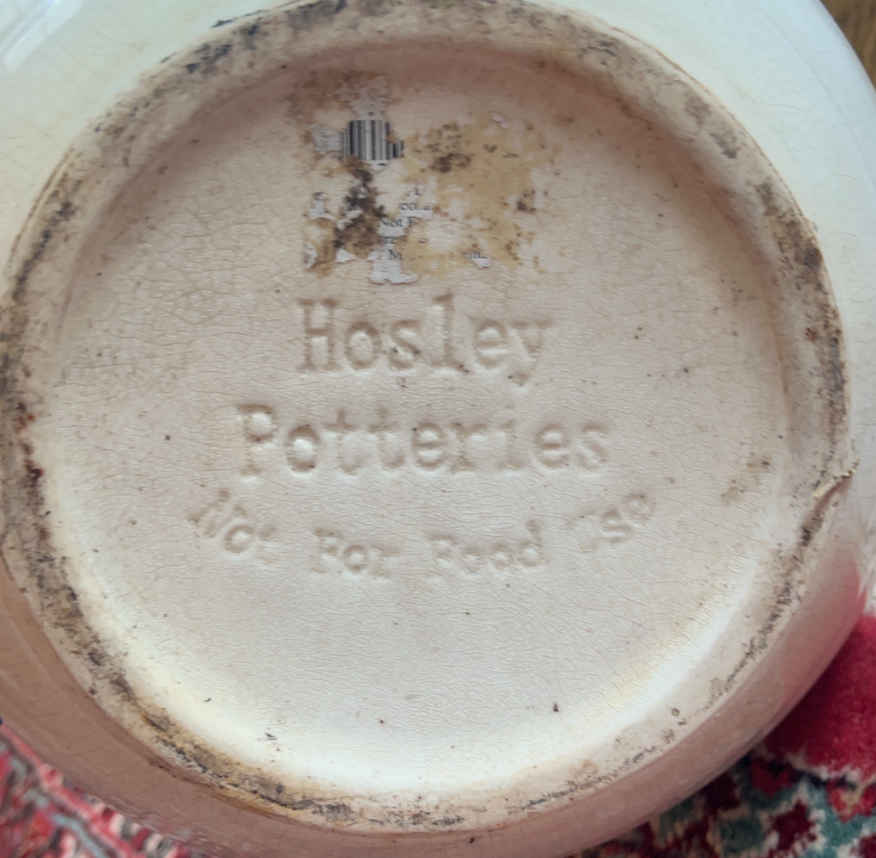 Hosley
Potteries
Not For Food Use